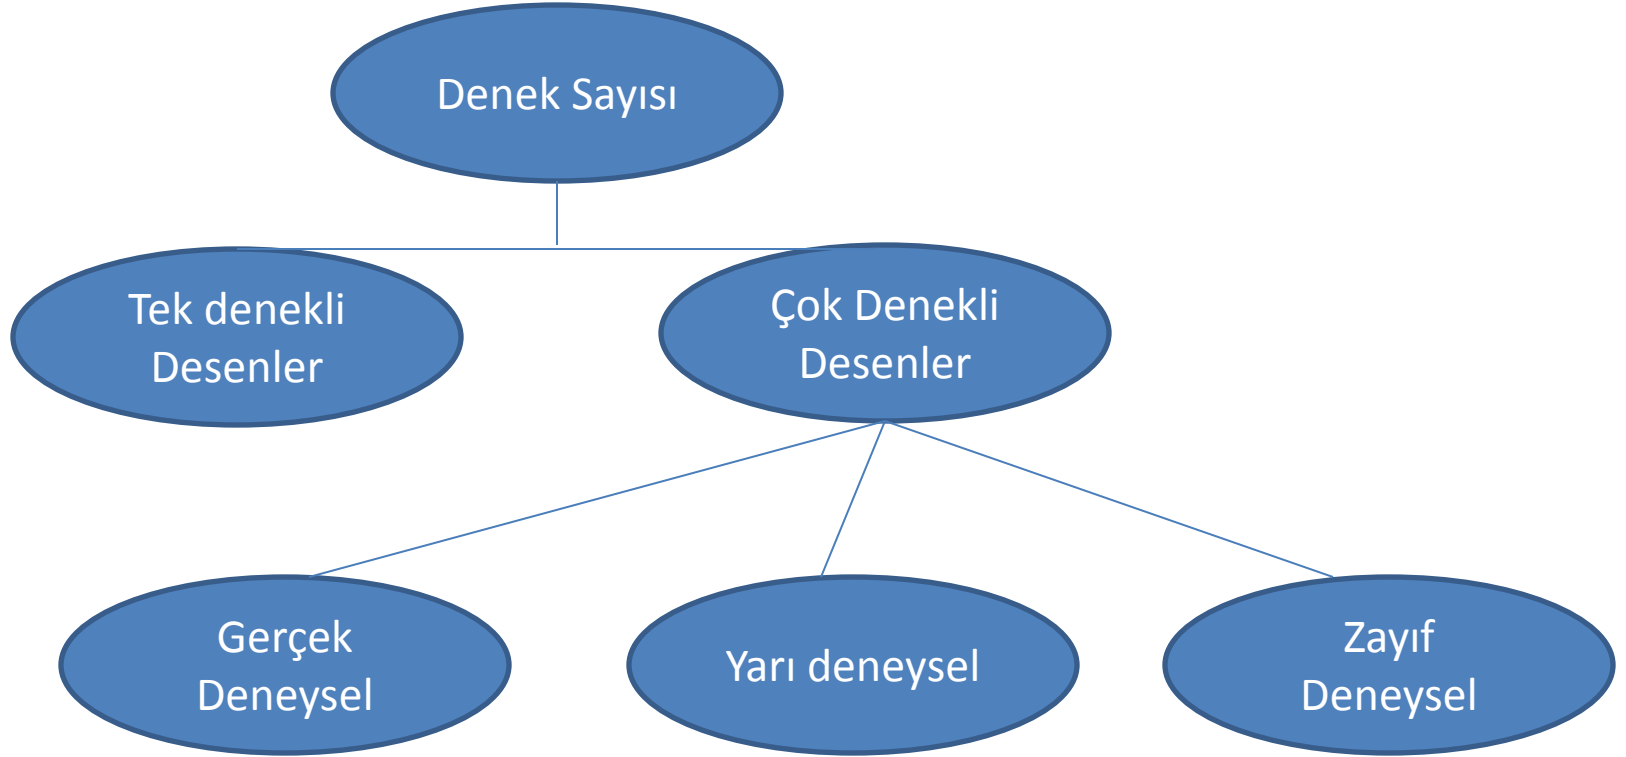 Denek Sayısı
Tek denekli
Desenler
Çok Denekli
Desenler
Gerçek
Deneysel
Yarı deneysel
Zayıf
Deneysel